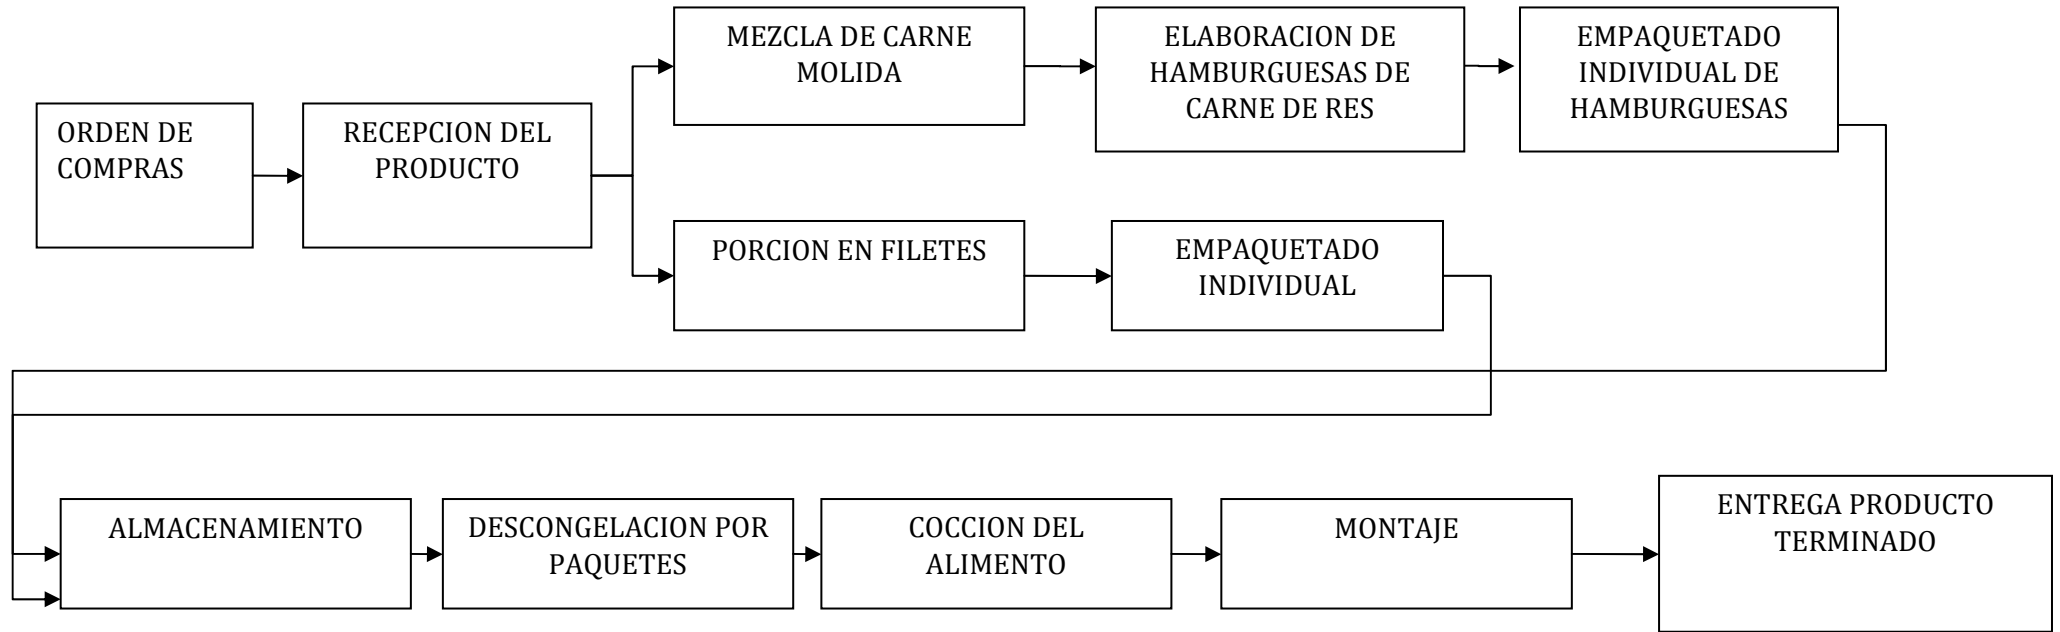 ORDEN DE
COMPRAS
RECEPCION DEL
PRODUCTO
MEZCLA DE CARNE
MOLIDA
ELABORACION DE
HAMBURGUESAS DE
CARNE DE RES
EMPAQUETADO
INDIVIDUAL DE
HAMBURGUESAS
PORCION EN FILETES
EMPAQUETADO
INDIVIDUAL
ALMACENAMIENTO
DESCONGELACION POR
PAQUETES
COCCION DEL
ALIMENTO
MONTAJE
ENTREGA PRODUCTO
TERMINADO